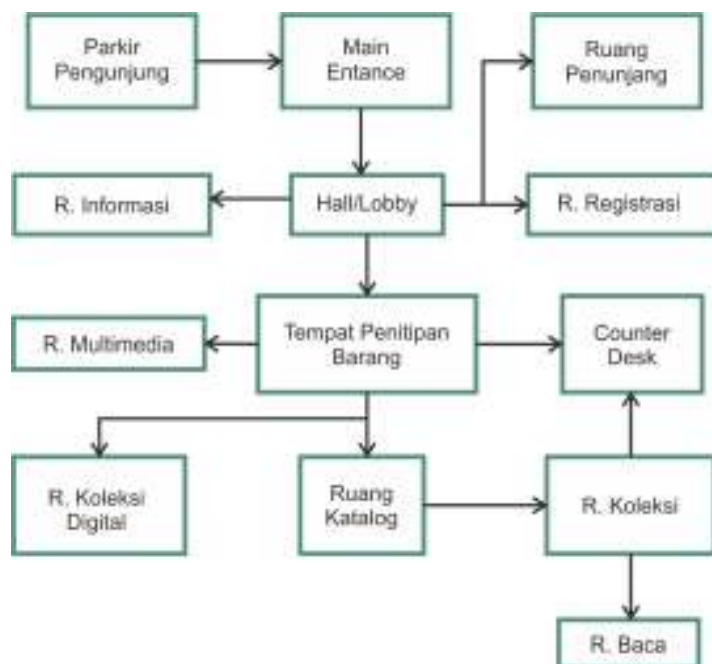 Parkir
Pengunjung
Main
Entance
Ruang
Penunjang
R. Informasi
Hall/Lobby
R. Registrasi
R. Multimedia
Tempat Penitipan
Barang
Counter
Desk
R. Koleksi
Digital
Ruang
Katalog
R. Koleksi
R. Baca